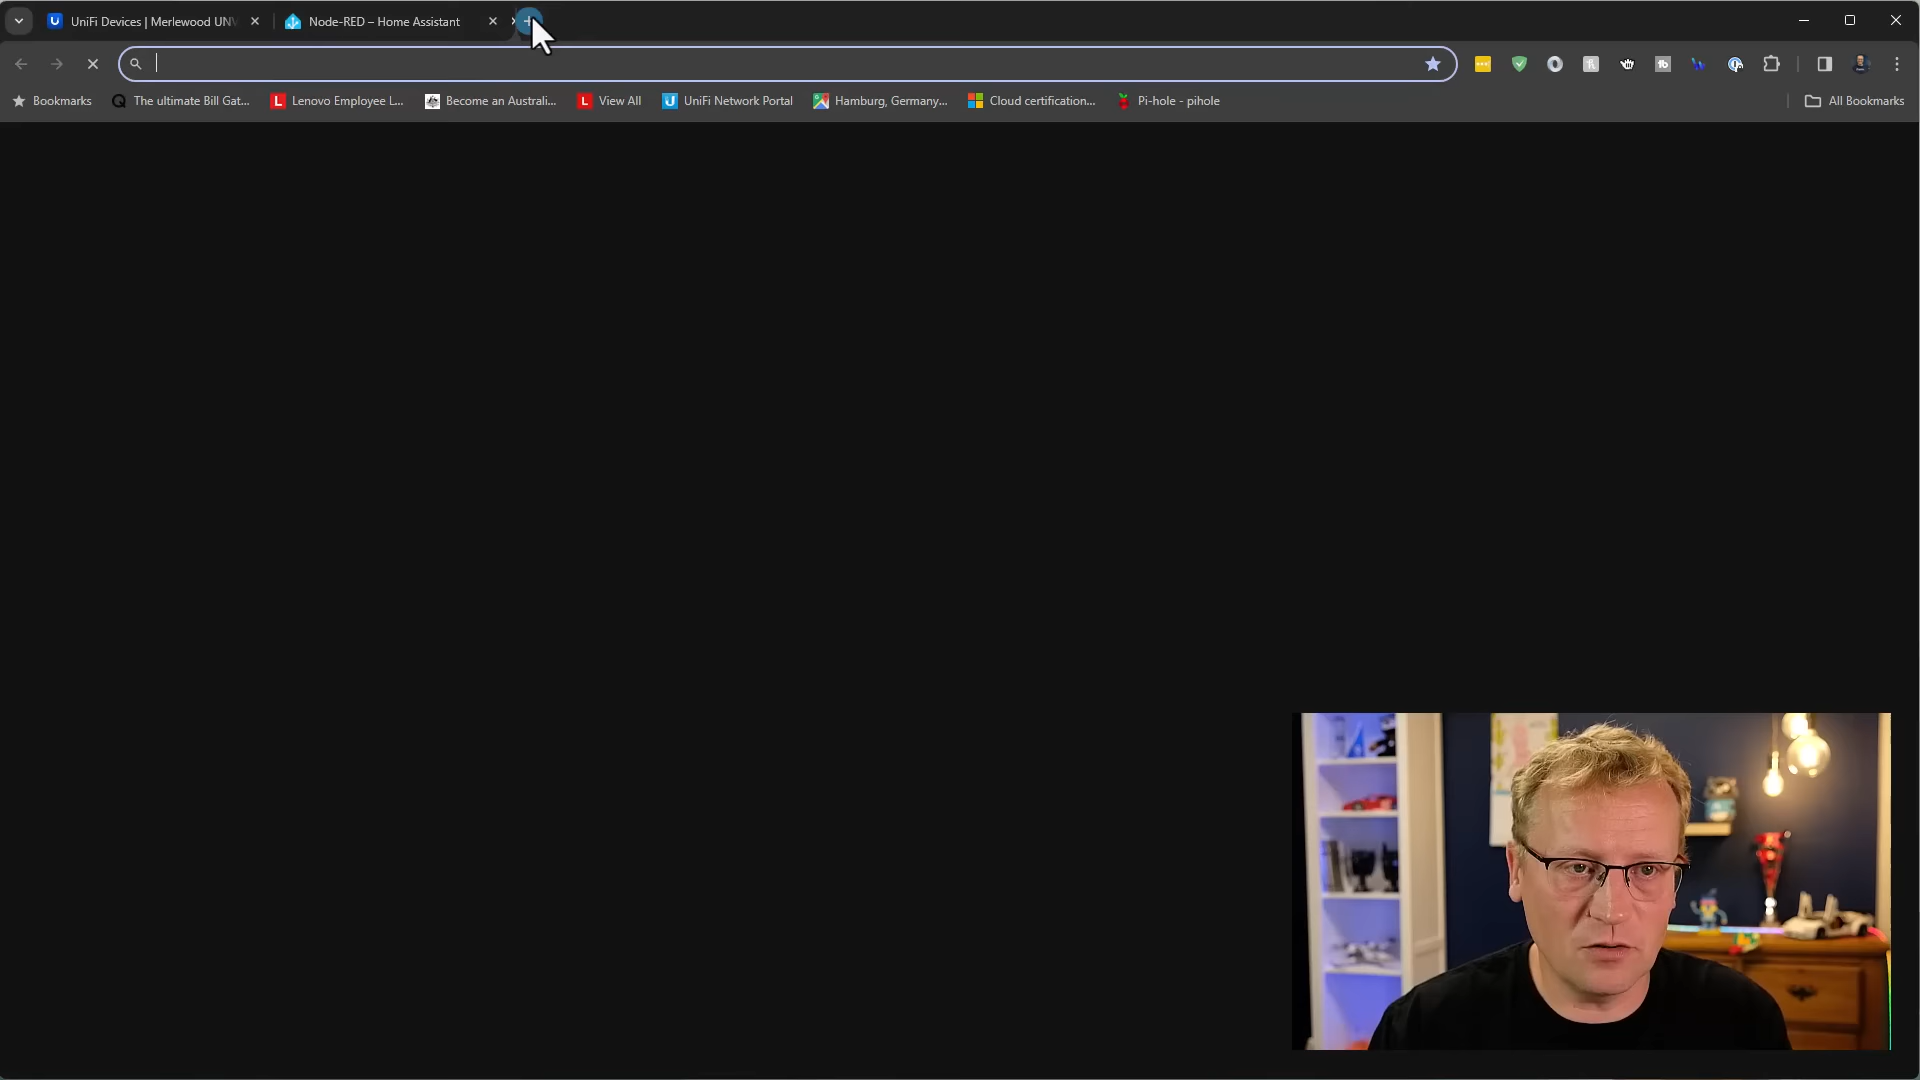 UniFi Devices | Merlewood UNV
Node-RED – Home Assistant
Bookmarks
The ultimate Bill Gat...
Lenovo Employee L...
Become an Australi...
View All
UniFi Network Portal
Hamburg, Germany,...
Cloud certification...
Pi-hole - pihole
All Bookmarks